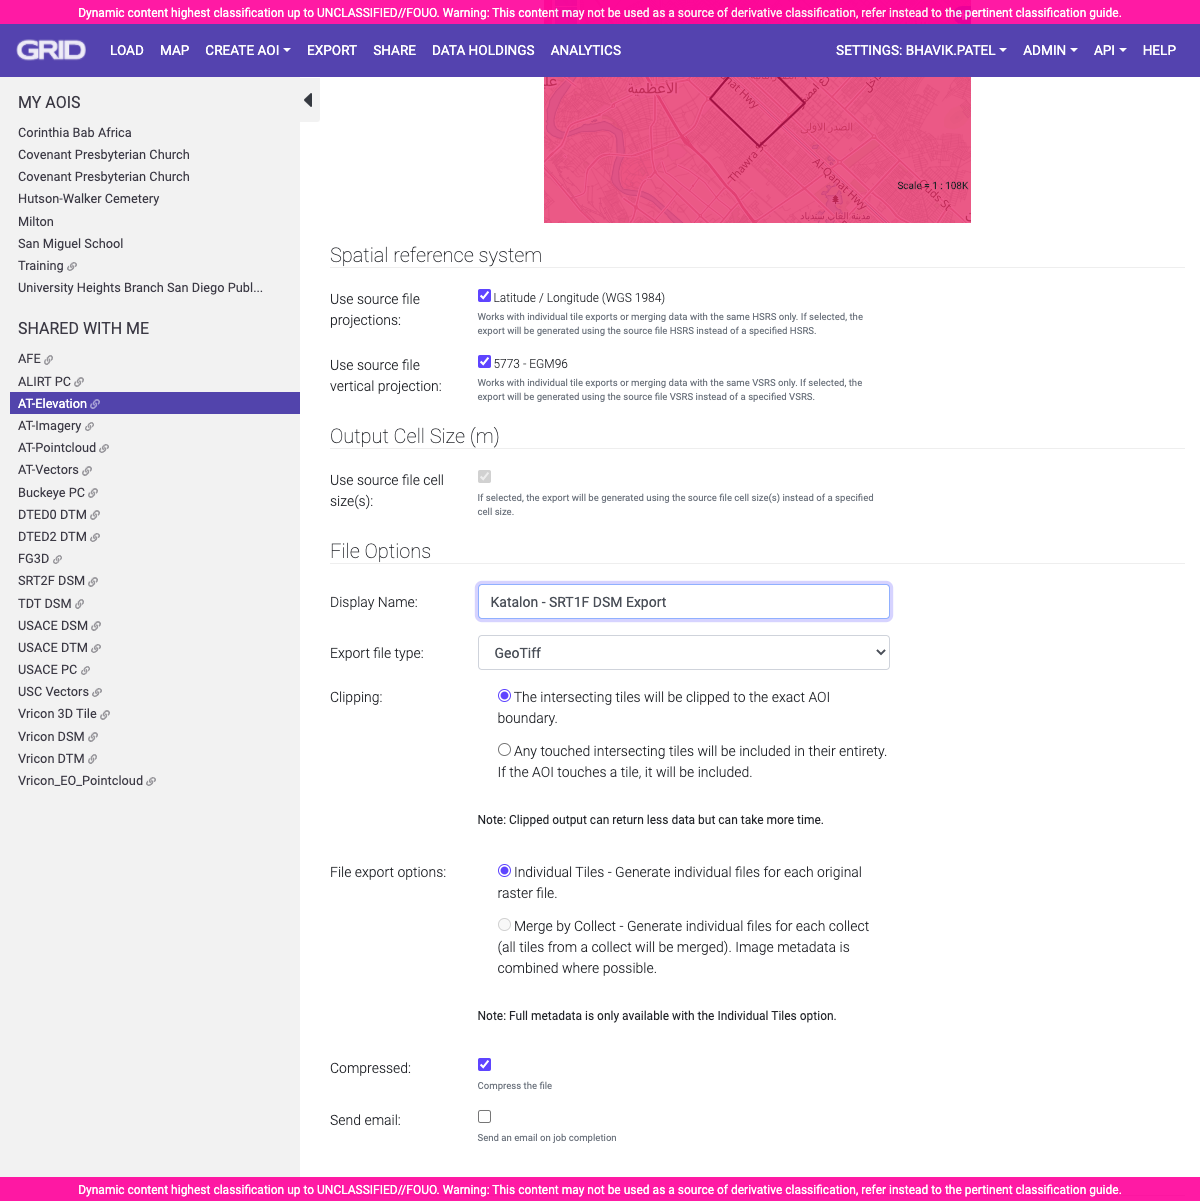 Dynamic content highest classification up to UNCLASSIFIED//FOUO. Warning: This content may not be used as a source of derivative classification, refer instead to the pertinent classification guide.
GRID LOAD MAP CREATE AOI EXPORT SHARE DATA HOLDINGS ANALYTICS SETTINGS: BHAVIK.PATEL ADMIN API HELP
MY AOIS
Corinthia Bab Africa
Covenant Presbyterian Church
Covenant Presbyterian Church
Hutson-Walker Cemetery
Milton
San Miguel School
Training
University Heights Branch San Diego Publ...
SHARED WITH ME
AFE
ALIRT PC
AT-Elevation
AT-Imagery
AT-Pointcloud
AT-Vectors
Buckeye PC
DTED0 DTM
DTED2 DTM
FG3D
SRT2F DSM
TDT DSM
USACE DSM
USACE DTM
USACE PC
USC Vectors
Vricon 3D Tile
Vricon DSM
Vricon DTM
Vricon_EO_Pointcloud
الأعظمية
Hwy
الصدر الاولى
Thawra St
Al-Qanat Hwy
Scale = 1 : 108K
Spatial reference system
Use source file
projections:
Latitude / Longitude (WGS 1984)
Works with individual tile exports or merging data with the same HSRS only. If selected, the
export will be generated using the source file HSRS instead of a specified HSRS.
Use source file
vertical projection:
5773 - EGM96
Works with individual tile exports or merging data with the same VSRS only. If selected, the
export will be generated using the source file VSRS instead of a specified VSRS.
Output Cell Size (m)
Use source file cell
size(s):
If selected, the export will be generated using the source file cell size(s) instead of a specified
cell size.
File Options
Display Name: Katalon - SRT1F DSM Export
Export file type: GeoTiff
Clipping:
The intersecting tiles will be clipped to the exact AOI
boundary.
Any touched intersecting tiles will be included in their entirety.
If the AOI touches a tile, it will be included.
Note: Clipped output can return less data but can take more time.
File export options:
Individual Tiles - Generate individual files for each original
raster file.
Merge by Collect - Generate individual files for each collect
(all tiles from a collect will be merged). Image metadata is
combined where possible.
Note: Full metadata is only available with the Individual Tiles option.
Compressed:
Compress the file
Send email:
Send an email on job completion
Dynamic content highest classification up to UNCLASSIFIED//FOUO. Warning: This content may not be used as a source of derivative classification, refer instead to the pertinent classification guide.